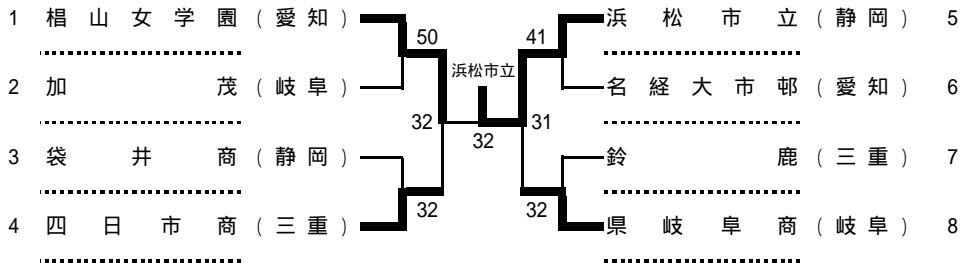 1 椙山女学園(愛知) 浜松市立(静岡) 5
50 41
浜松市立
2 加茂(岐阜) 名経大市邨(愛知) 6
32 32 31
3 袋井商(静岡) 鈴鹿(三重) 7
32 32
4 四日市商(三重) 県岐阜商(岐阜) 8